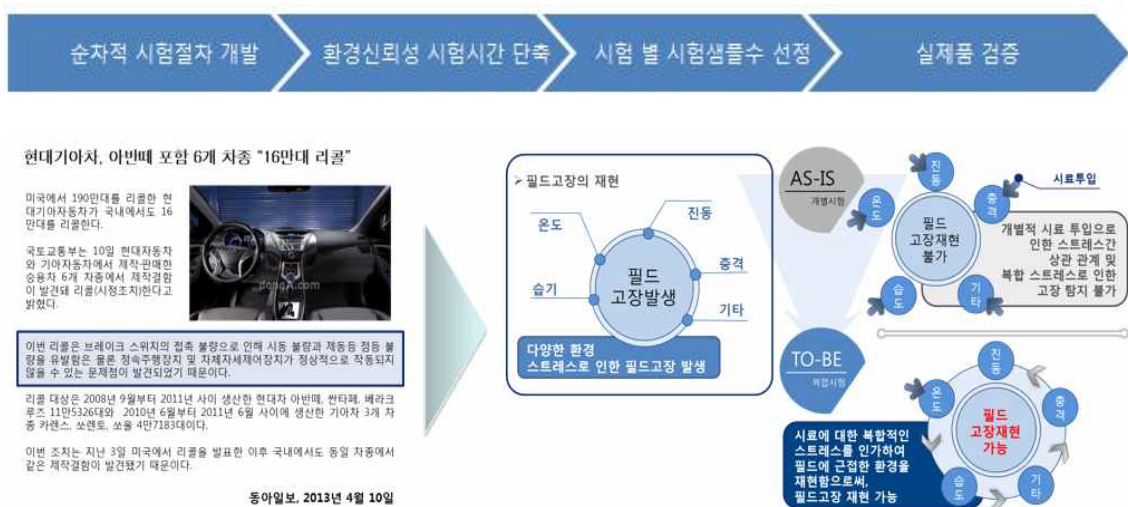 순차적 시험절차 개발
환경신뢰성 시험시간 단축
시험 별 시험샘플수 선정
실제품 검증
현대기아차, 아반떼 포함 6개 차종 "16만대 리콜"
미국에서 190만대를 리콜한 현
대기아자동차가 국내에서도 16
만대를 리콜한다.
국토교통부는 10일 현대자동차
와 기아자동차에서 제작·판매한
승용차 6개 차종에서 제작결함
이 발견돼 리콜(시정조치)한다고
밝혔다.
dongA.com
이번 리콜은 브레이크 스위치의 접촉 불량으로 인해 시동 불량과 제동등 점등 불
량을 유발함은 물론 정속주행장치 및 차체자세제어장치가 정상적으로 작동되지
않을 수 있는 문제점이 발견되었기 때문이다.
리콜 대상은 2008년 9월부터 2011년 사이 생산한 현대차 아반떼, 싼타페, 베라크
루즈 11만5326대와 2010년 6월부터 2011년 6월 사이에 생산한 기아차 3개 차
종 카렌스, 쏘렌토, 쏘울 4만7183대이다.
이번 조치는 지난 3일 미국에서 리콜을 발표한 이후 국내에서도 동일 차종에서
같은 제작결함이 발견됐기 때문이다.
동아일보, 2013년 4월 10일
➢ 필드고장의 재현
온도
진동
습기
충격
기타
필드
고장발생
다양한 환경
스트레스로 인한 필드고장 발생
AS-IS
개별시험
진동
온도
충격
습도
기타
필드
고장재현
불가
시료투입
개별적 시료 투입으로
인한 스트레스간
상관 관계 및
복합 스트레스로 인한
고장 탐지 불가
TO-BE
복합시험
시료에 대한 복합적인
스트레스를 인가하여
필드에 근접한 환경을
재현함으로써,
필드고장 재현 가능
진동
온도
충격
습도
기타
필드
고장재현
가능